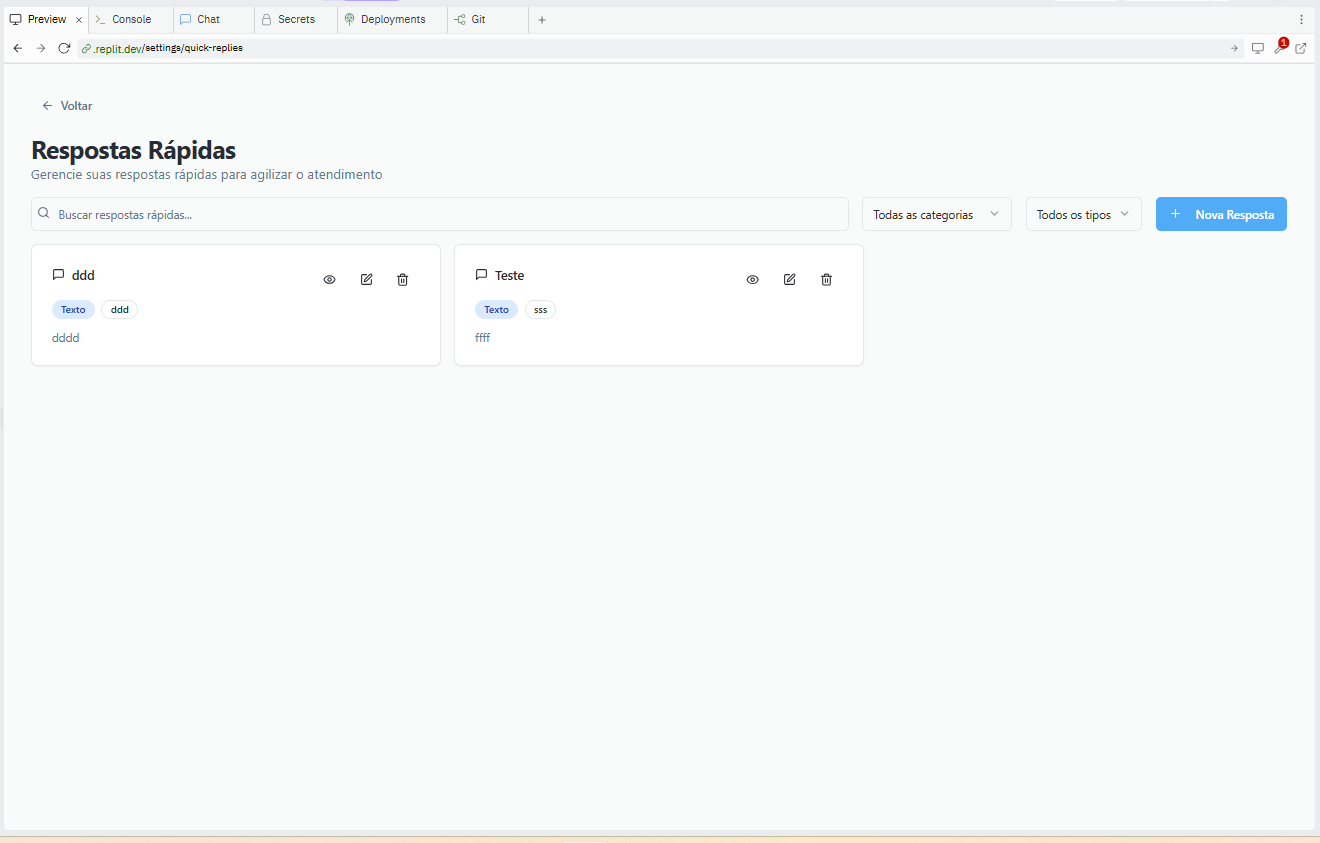 Preview Console Chat Secrets Deployments Git
.replit.dev/settings/quick-replies 1
Voltar
Respostas Rápidas
Gerencie suas respostas rápidas para agilizar o atendimento
Buscar respostas rápidas... Todas as categorias Todos os tipos Nova Resposta
ddd Teste
Texto ddd Texto sss
dddd ffff